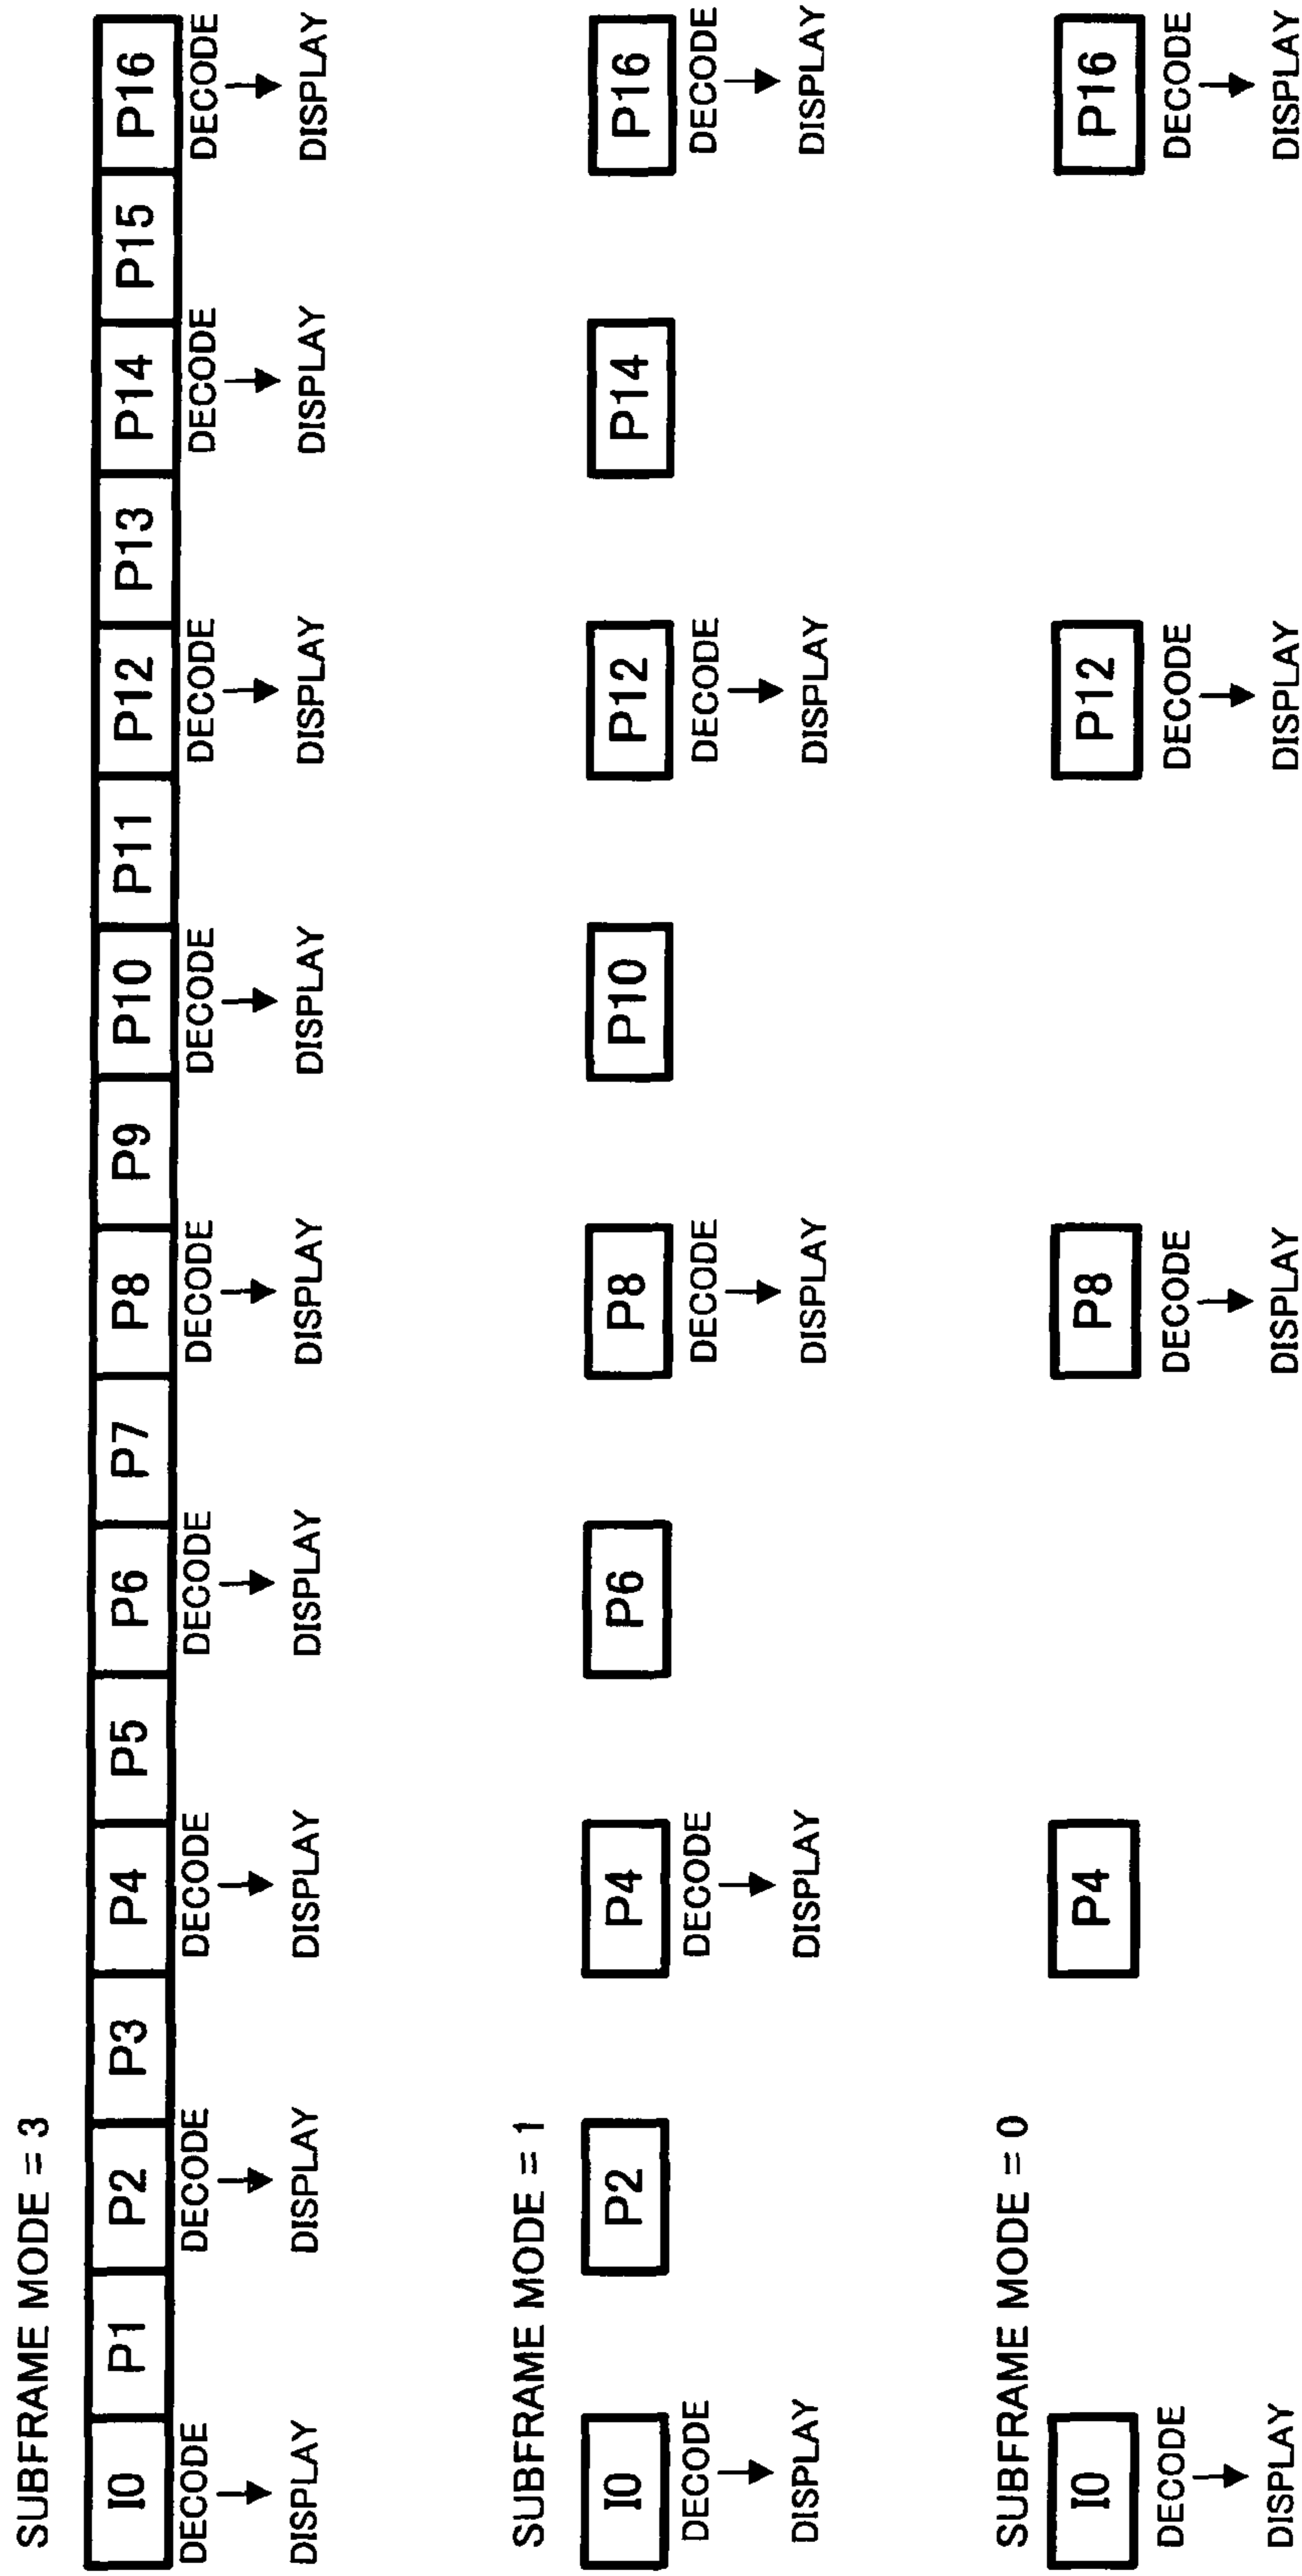 SUBFRAME MODE = 3
I0 P1 P2 P3 P4 P5 P6 P7 P8 P9 P10 P11 P12 P13 P14 P15 P16
DECODE DECODE DECODE DECODE DECODE DECODE DECODE DECODE DECODE
DISPLAY DISPLAY DISPLAY DISPLAY DISPLAY DISPLAY DISPLAY DISPLAY DISPLAY
SUBFRAME MODE = 1
I0 P2 P4 P6 P8 P10 P12 P14 P16
DECODE DECODE DECODE DECODE DECODE
DISPLAY DISPLAY DISPLAY DISPLAY DISPLAY
SUBFRAME MODE = 0
I0 P4 P8 P12 P16
DECODE DECODE DECODE DECODE
DISPLAY DISPLAY DISPLAY DISPLAY